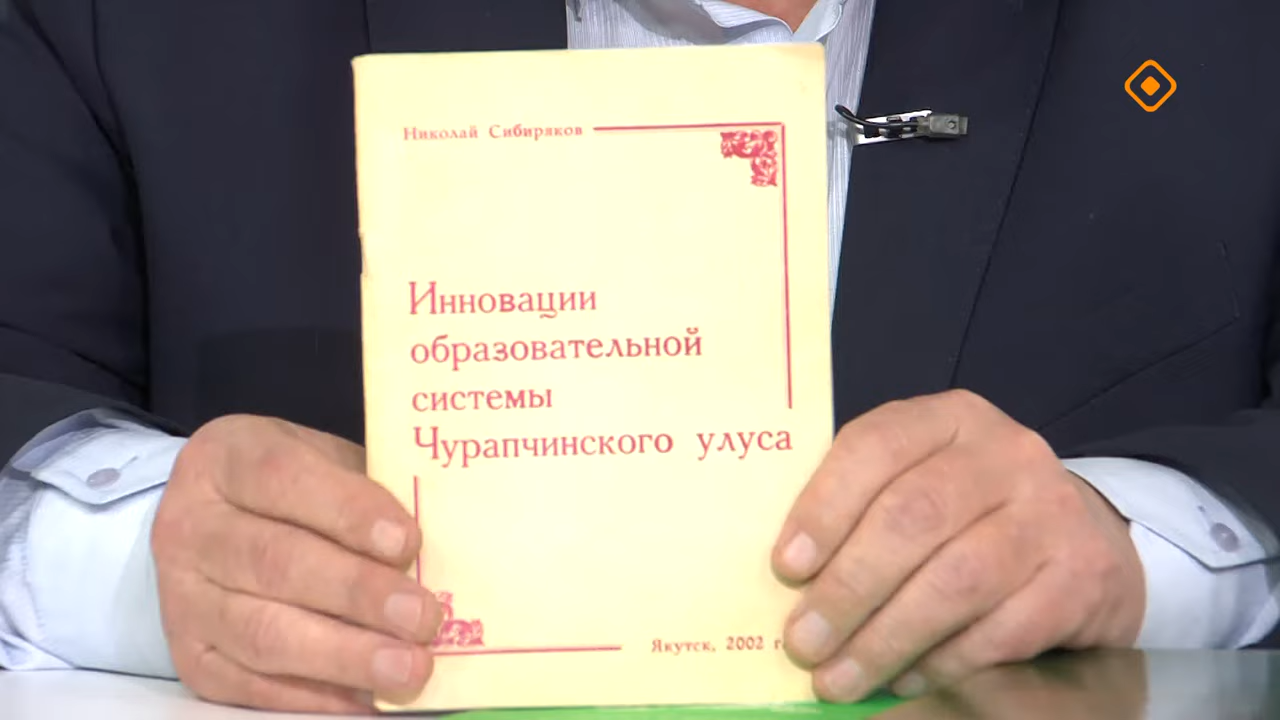 Николай Сибиряков
Инновации
образовательной
системы
Чурапчинского улуса
Якутск, 2002 г